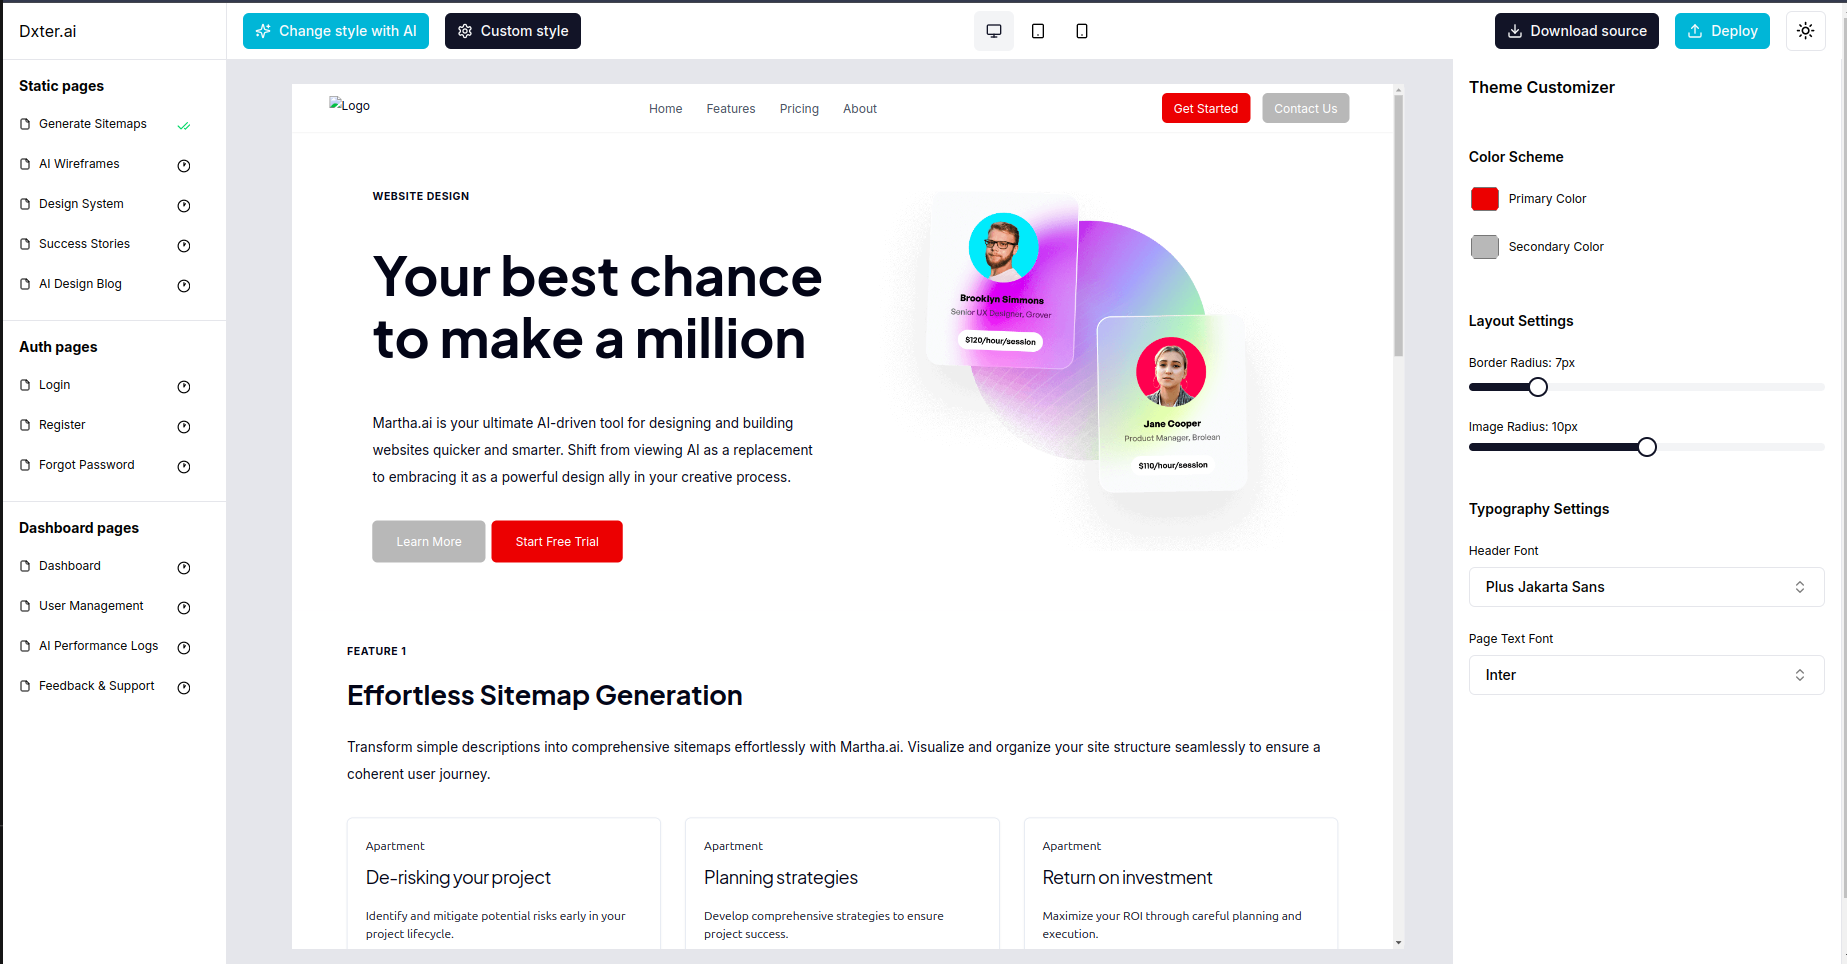 Dxter.ai
Change style with AI
Custom style
Download source
Deploy
Static pages
Generate Sitemaps
AI Wireframes
Design System
Success Stories
AI Design Blog
Auth pages
Login
Register
Forgot Password
Dashboard pages
Dashboard
User Management
AI Performance Logs
Feedback & Support
Logo
Home
Features
Pricing
About
Get Started
Contact Us
WEBSITE DESIGN
Your best chance
to make a million
Martha.ai is your ultimate AI-driven tool for designing and building
websites quicker and smarter. Shift from viewing AI as a replacement
to embracing it as a powerful design ally in your creative process.
Learn More
Start Free Trial
Brooklyn Simmons
Senior UX Designer, Grover
$120/hour/session
Jane Cooper
Product Manager, Brolean
$110/hour/session
FEATURE 1
Effortless Sitemap Generation
Transform simple descriptions into comprehensive sitemaps effortlessly with Martha.ai. Visualize and organize your site structure seamlessly to ensure a
coherent user journey.
Apartment
De-risking your project
Identify and mitigate potential risks early in your
project lifecycle.
Apartment
Planning strategies
Develop comprehensive strategies to ensure
project success.
Apartment
Return on investment
Maximize your ROI through careful planning and
execution.
Theme Customizer
Color Scheme
Primary Color
Secondary Color
Layout Settings
Border Radius: 7px
Image Radius: 10px
Typography Settings
Header Font
Plus Jakarta Sans
Page Text Font
Inter